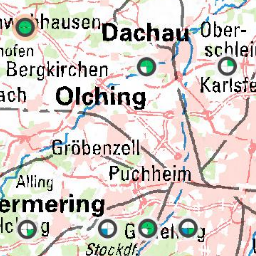 Dachau
Ober-
schlei
Bergkirchen
Karlsfe
Olching
Gröbenzell
Puchheim
Alling
ermering
Stockdf.